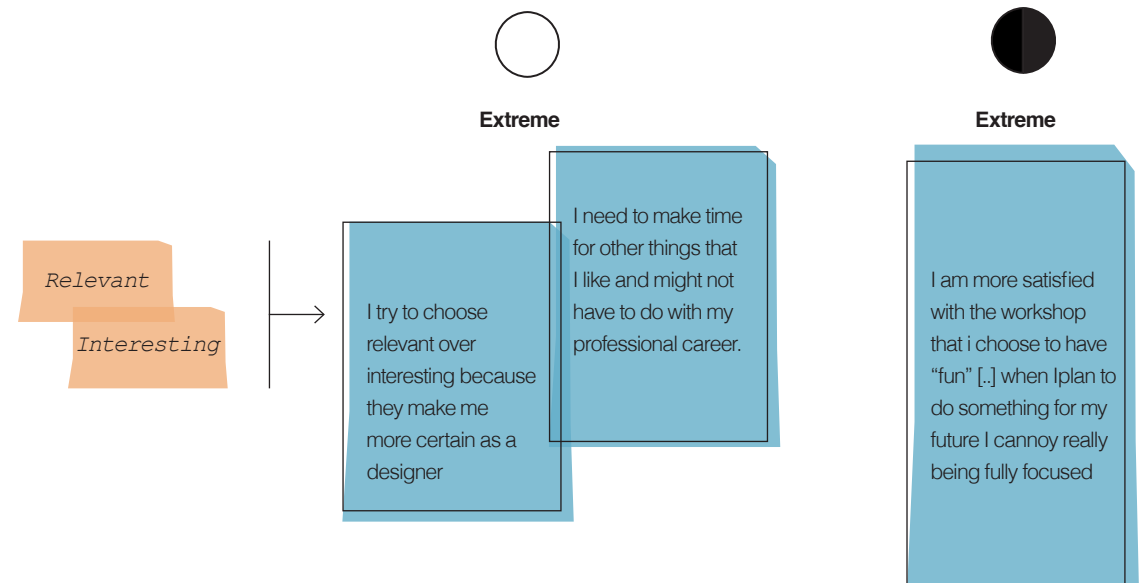 Extreme
Extreme
Relevant
Interesting
I try to choose
relevant over
interesting because
they make me
more certain as a
designer
I need to make time
for other things that
I like and might not
have to do with my
professional career.
I am more satisfied
with the workshop
that i choose to have
“fun” [..] when Iplan to
do something for my
future I cannoy really
being fully focused